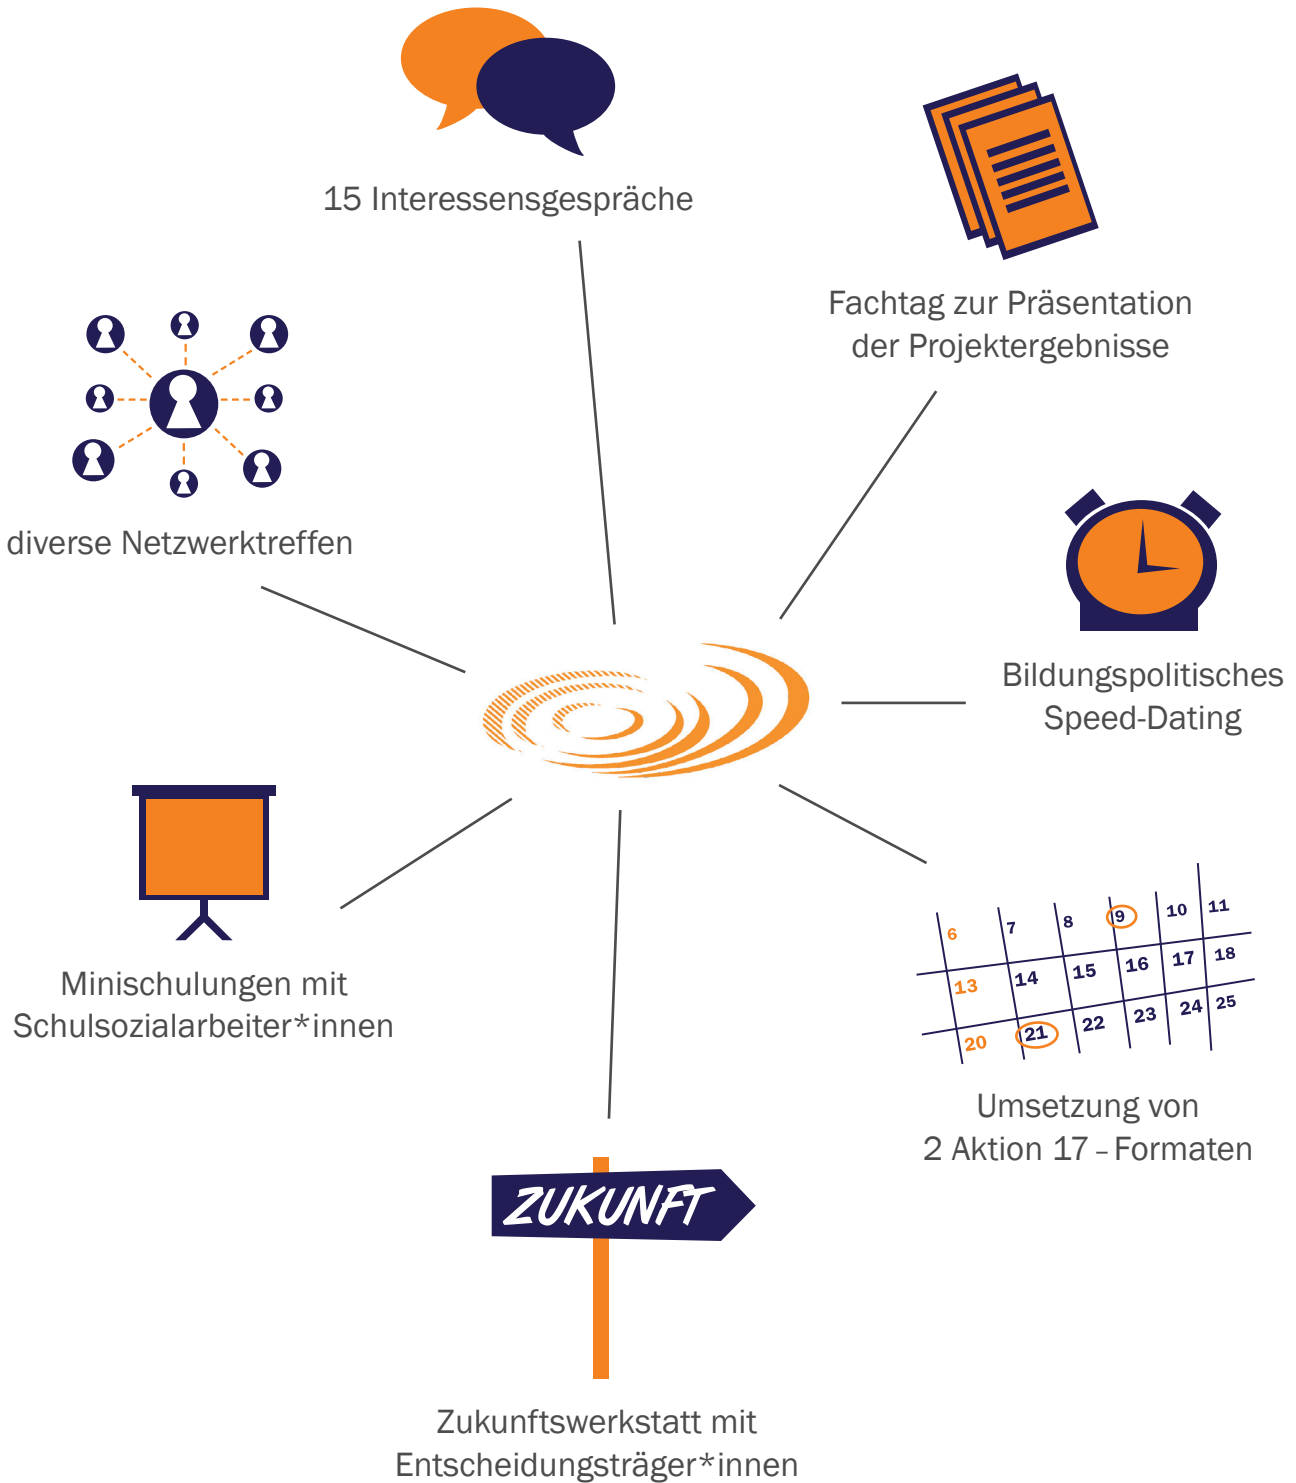 15 Interessensgespräche
Fachtag zur Präsentation
der Projektergebnisse
diverse Netzwerktreffen
Bildungspolitisches
Speed-Dating
Minischulungen mit
Schulsozialarbeiter*innen
6 7 8 9 10 11
13 14 15 16 17 18
20 21 22 23 24 25
Umsetzung von
2 Aktion 17 – Formaten
ZUKUNFT
Zukunftswerkstatt mit
Entscheidungsträger*innen